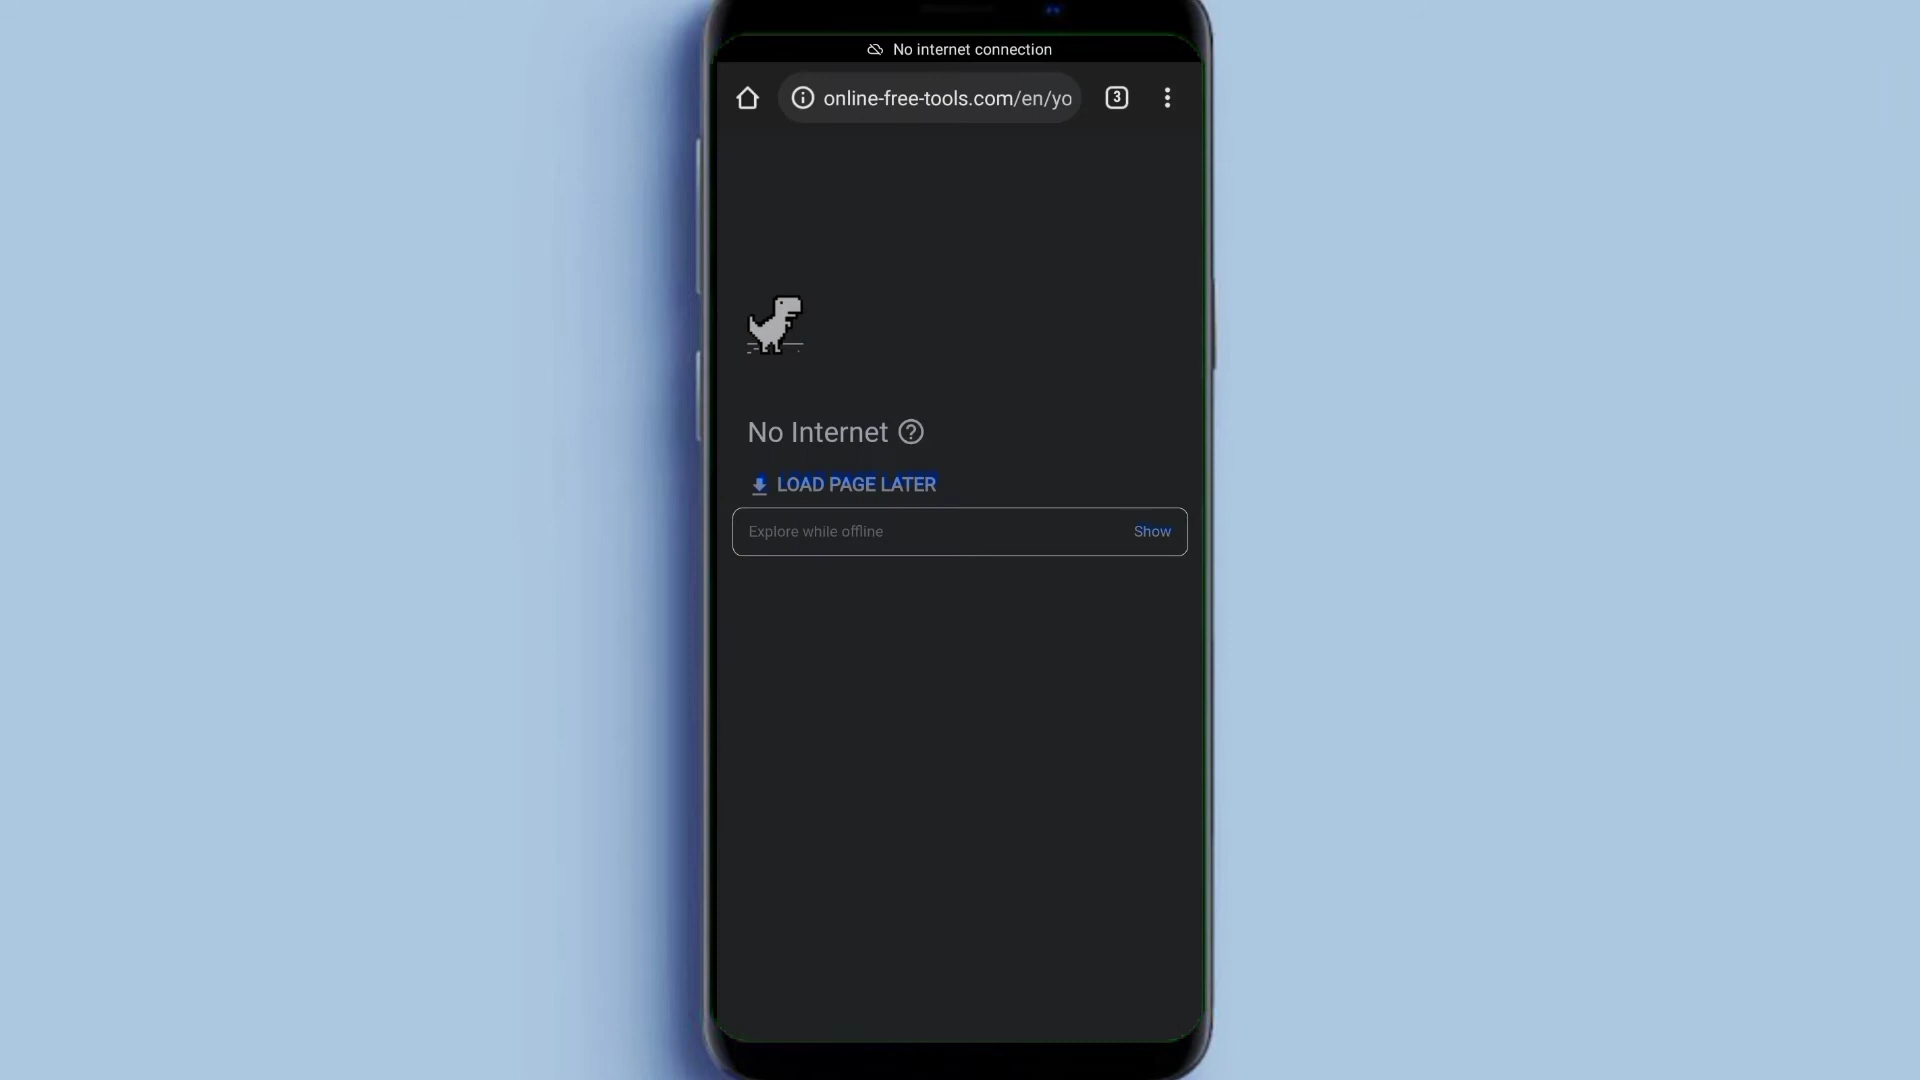 No internet connection
online-free-tools.com/en/yo
3
No Internet
LOAD PAGE LATER
Explore while offline
Show